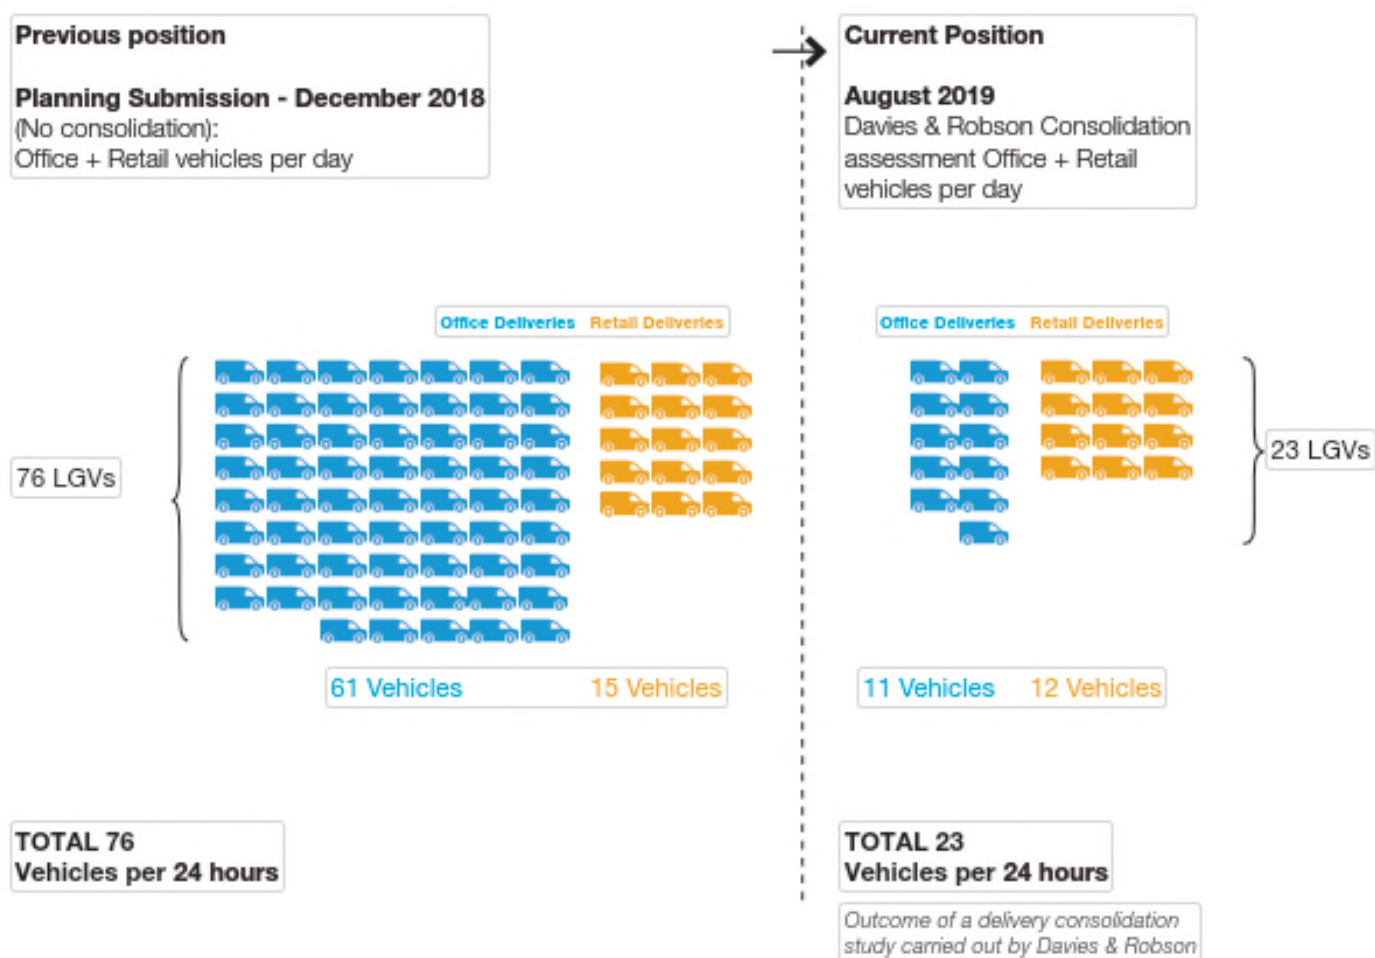 Previous position
Planning Submission - December 2018
(No consolidation):
Office + Retail vehicles per day
Current Position
August 2019
Davies & Robson Consolidation
assessment Office + Retail
vehicles per day
Office Deliveries Retail Deliveries
Office Deliveries Retail Deliveries
76 LGVs
23 LGVs
61 Vehicles 15 Vehicles
11 Vehicles 12 Vehicles
TOTAL 76
Vehicles per 24 hours
TOTAL 23
Vehicles per 24 hours
Outcome of a delivery consolidation
study carried out by Davies & Robson